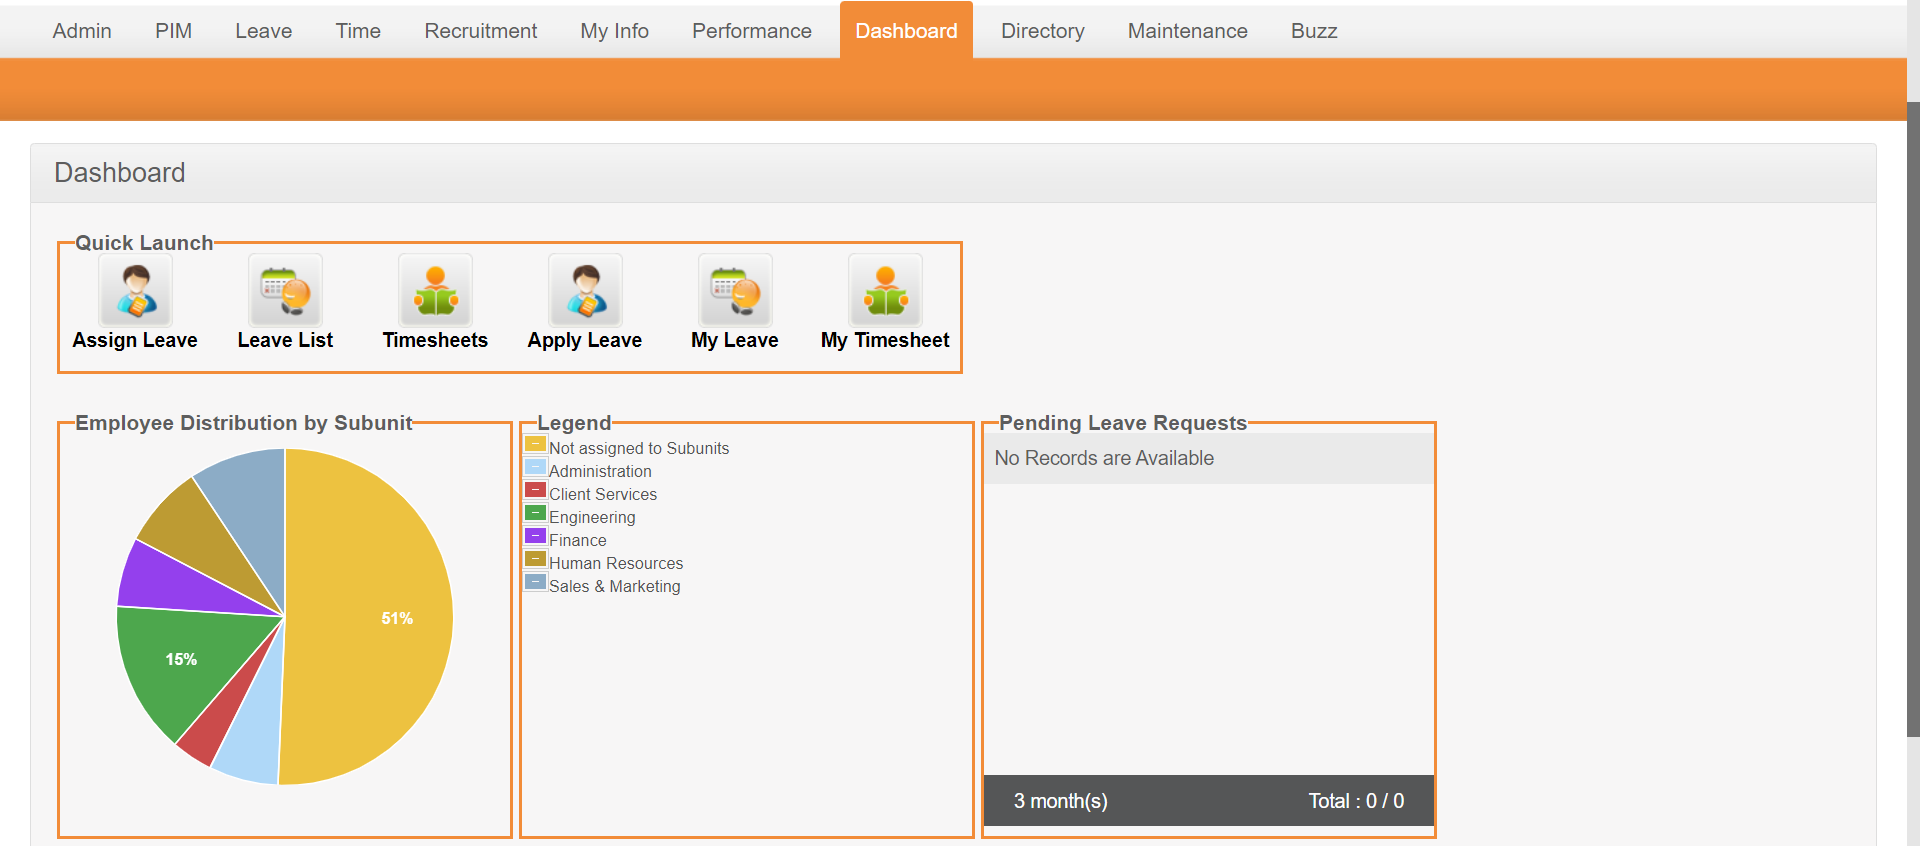 Admin PIM Leave Time Recruitment My Info Performance Dashboard Directory Maintenance Buzz
Dashboard
Quick Launch
Assign Leave Leave List Timesheets Apply Leave My Leave My Timesheet
Employee Distribution by Subunit
51%
15%
Legend
Not assigned to Subunits
Administration
Client Services
Engineering
Finance
Human Resources
Sales & Marketing
Pending Leave Requests
No Records are Available
3 month(s) Total : 0 / 0